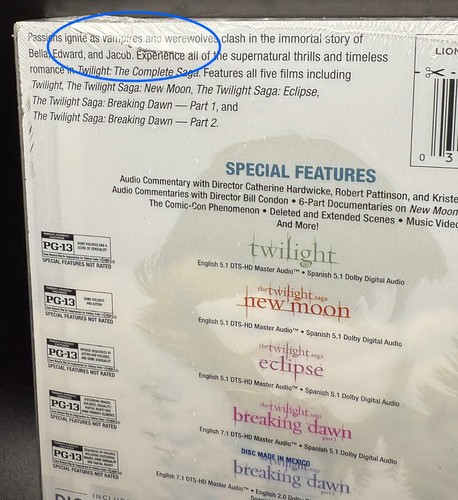 Passions ignite as vampires and werewolves clash in the immortal story of
Bella, Edward, and Jacob. Experience all of the supernatural thrills and timeless
romance in Twilight: The Complete Saga. Features all five films including
Twilight, The Twilight Saga: New Moon, The Twilight Saga: Eclipse,
The Twilight Saga: Breaking Dawn — Part 1, and
The Twilight Saga: Breaking Dawn — Part 2.
LION
0 3
SPECIAL FEATURES
Audio Commentary with Director Catherine Hardwicke, Robert Pattinson, and Kriste
Audio Commentaries with Director Bill Condon • 6-Part Documentaries on New Moon
The Comic-Con Phenomenon • Deleted and Extended Scenes • Music Video
And More!
PG-13
SPECIAL FEATURES NOT RATED
twilight
English 5.1 DTS-HD Master Audio™ • Spanish 5.1 Dolby Digital Audio
PG-13
SPECIAL FEATURES NOT RATED
the twilight saga
new moon
English 5.1 DTS-HD Master Audio™ • Spanish 5.1 Dolby Digital Audio
PG-13
SPECIAL FEATURES NOT RATED
the twilight saga
eclipse
English 5.1 DTS-HD Master Audio™ • Spanish 5.1 Dolby Digital Audio
PG-13
SPECIAL FEATURES NOT RATED
the twilight saga
breaking dawn
part 1
English 7.1 DTS-HD Master Audio™ • Spanish 5.1 Dolby Digital Audio
PG-13
SPECIAL FEATURES NOT RATED
DISC MADE IN MEXICO
the twilight saga
breaking dawn
English 7.1 DTS-HD Master Audio™ • English 2.0 D
INCLU